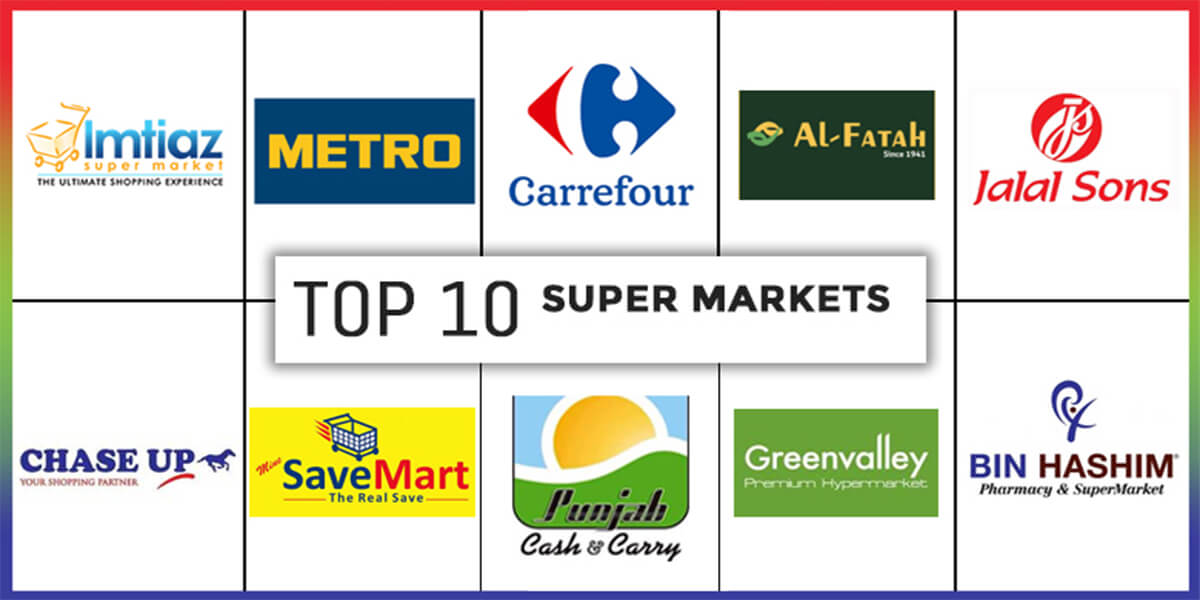 Imtiaz
super market
THE ULTIMATE SHOPPING EXPERIENCE
METRO
Carrefour
AL-FATAH
Since 1941
JS
Jalal Sons
TOP 10 SUPER MARKETS
CHASE UP
YOUR SHOPPING PARTNER
Mini
SaveMart
The Real Save
Punjab
Cash & Carry
Greenvalley
Premium Hypermarket
BIN HASHIM®
Pharmacy & SuperMarket